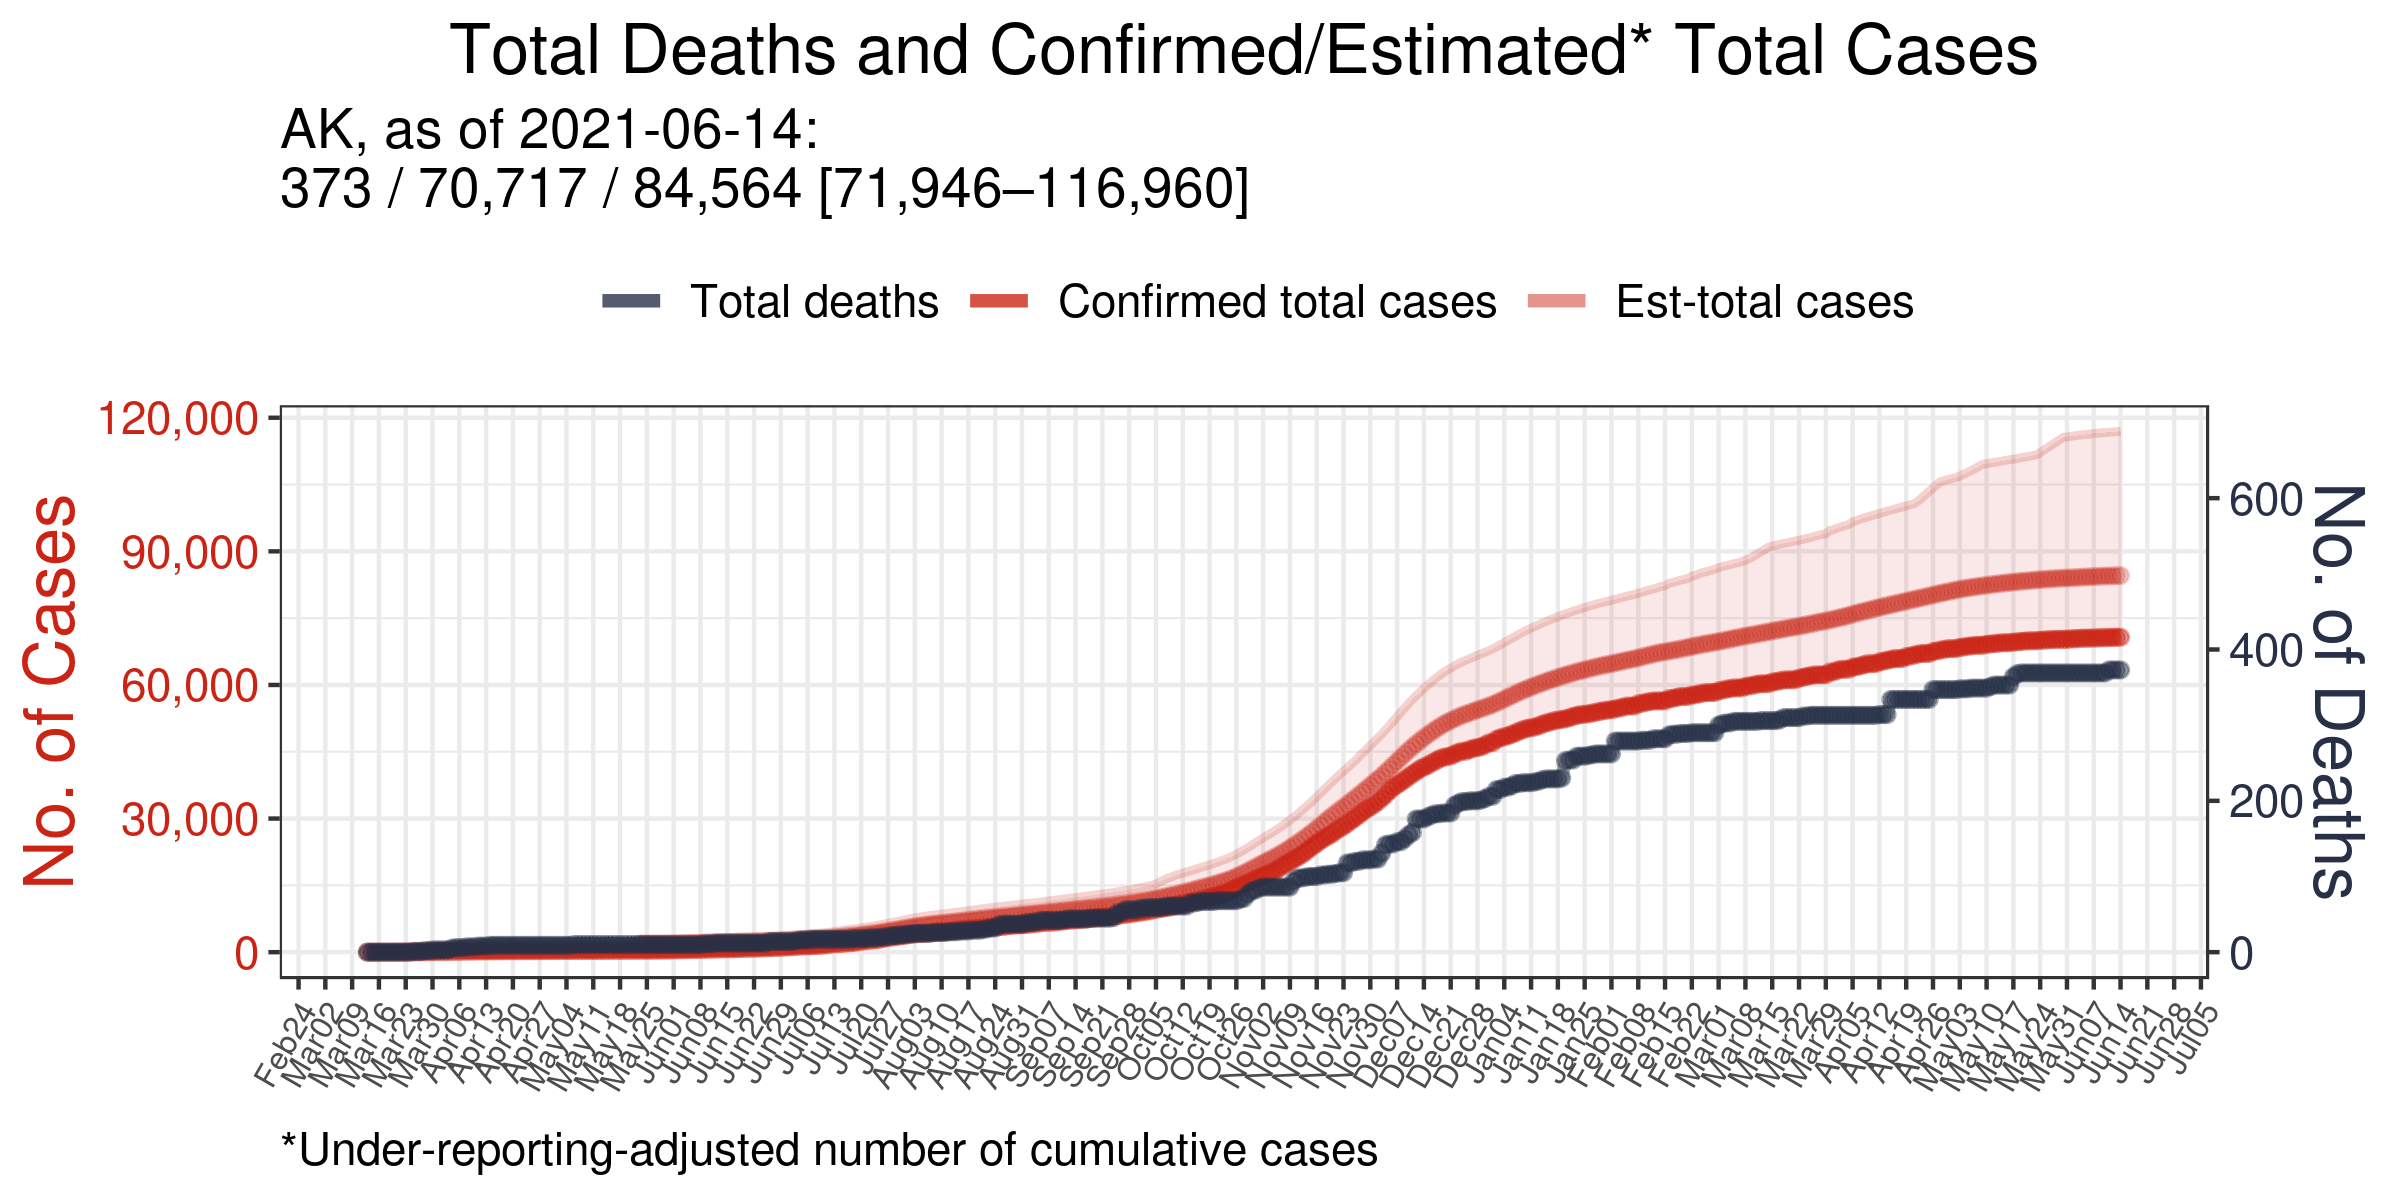 Total Deaths and Confirmed/Estimated* Total Cases
AK, as of 2021-06-14:
373 / 70,717 / 84,564 [71,946–116,960]
Total deaths
Confirmed total cases
Est-total cases
No. of Cases
120,000
90,000
60,000
30,000
0
600
400
200
0
No. of Deaths
Feb24
Mar02
Mar09
Mar16
Mar23
Mar30
Apr06
Apr13
Apr20
Apr27
May04
May11
May18
May25
Jun01
Jun08
Jun15
Jun22
Jun29
Jul06
Jul13
Jul20
Jul27
Aug03
Aug10
Aug17
Aug24
Aug31
Sep07
Sep14
Sep21
Sep28
Oct05
Oct12
Oct19
Oct26
Nov02
Nov09
Nov16
Nov23
Nov30
Dec07
Dec14
Dec21
Dec28
Jan04
Jan11
Jan18
Jan25
Feb01
Feb08
Feb15
Feb22
Mar01
Mar08
Mar15
Mar22
Mar29
Apr05
Apr12
Apr19
Apr26
May03
May10
May17
May24
May31
Jun07
Jun14
Jun21
Jun28
Jul05
*Under-reporting-adjusted number of cumulative cases